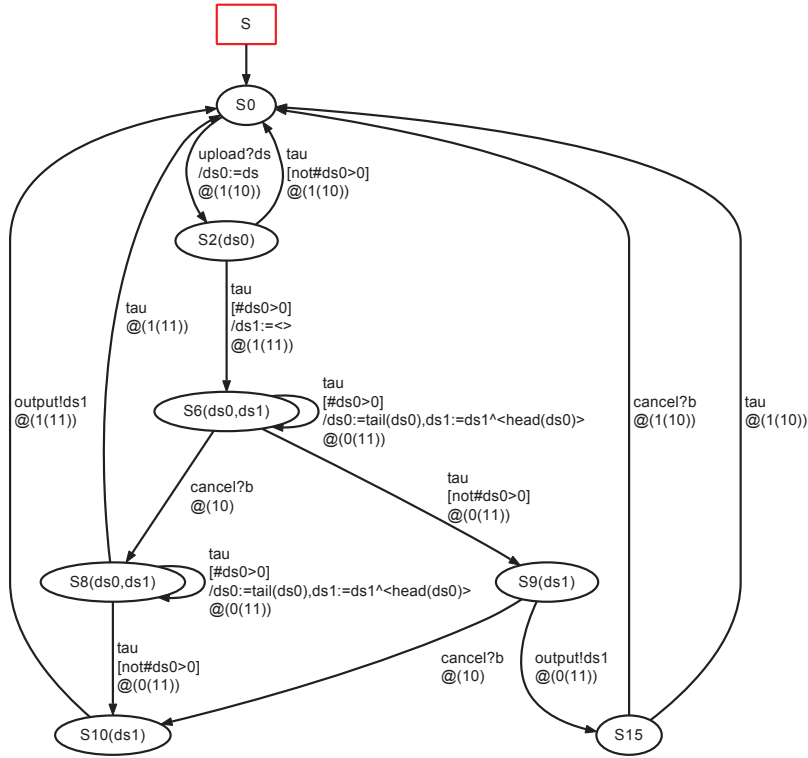 S
S0
upload?ds
/ds0:=ds
@(1(10))
tau
[not#ds0>0]
@(1(10))
S2(ds0)
tau
[#ds0>0]
/ds1:=<>
@(1(11))
tau
@(1(11))
output!ds1
@(1(11))
S6(ds0,ds1)
tau
[#ds0>0]
/ds0:=tail(ds0),ds1:=ds1^<head(ds0)>
@(0(11))
cancel?b
@(1(10))
tau
@(1(10))
cancel?b
@(10)
tau
[not#ds0>0]
@(0(11))
S8(ds0,ds1)
tau
[#ds0>0]
/ds0:=tail(ds0),ds1:=ds1^<head(ds0)>
@(0(11))
S9(ds1)
tau
[not#ds0>0]
@(0(11))
cancel?b
@(10)
output!ds1
@(0(11))
S10(ds1)
S15